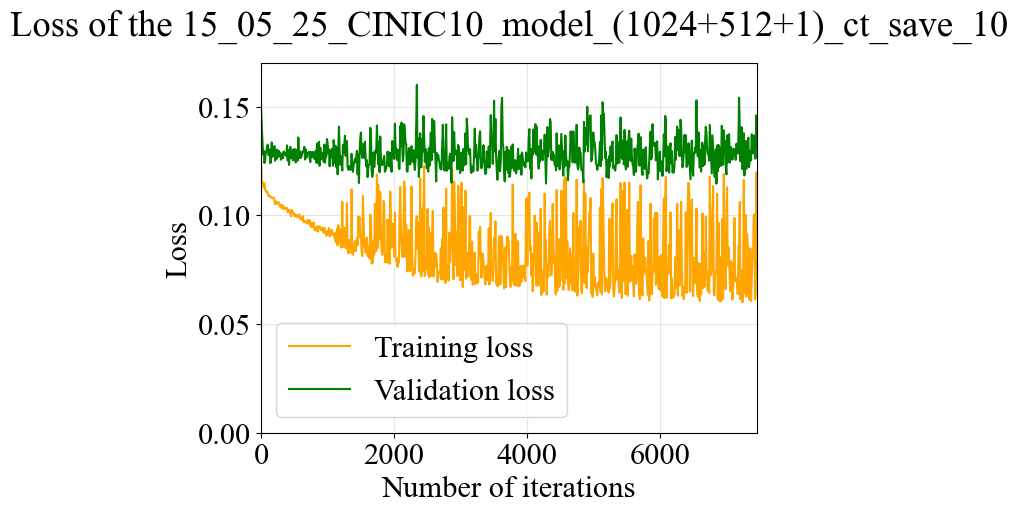 Loss of the 15_05_25_CINIC10_model_(1024+512+1)_ct_save_10
0.15
0.10
0.05
0.00
Loss
Training loss
Validation loss
0 2000 4000 6000
Number of iterations